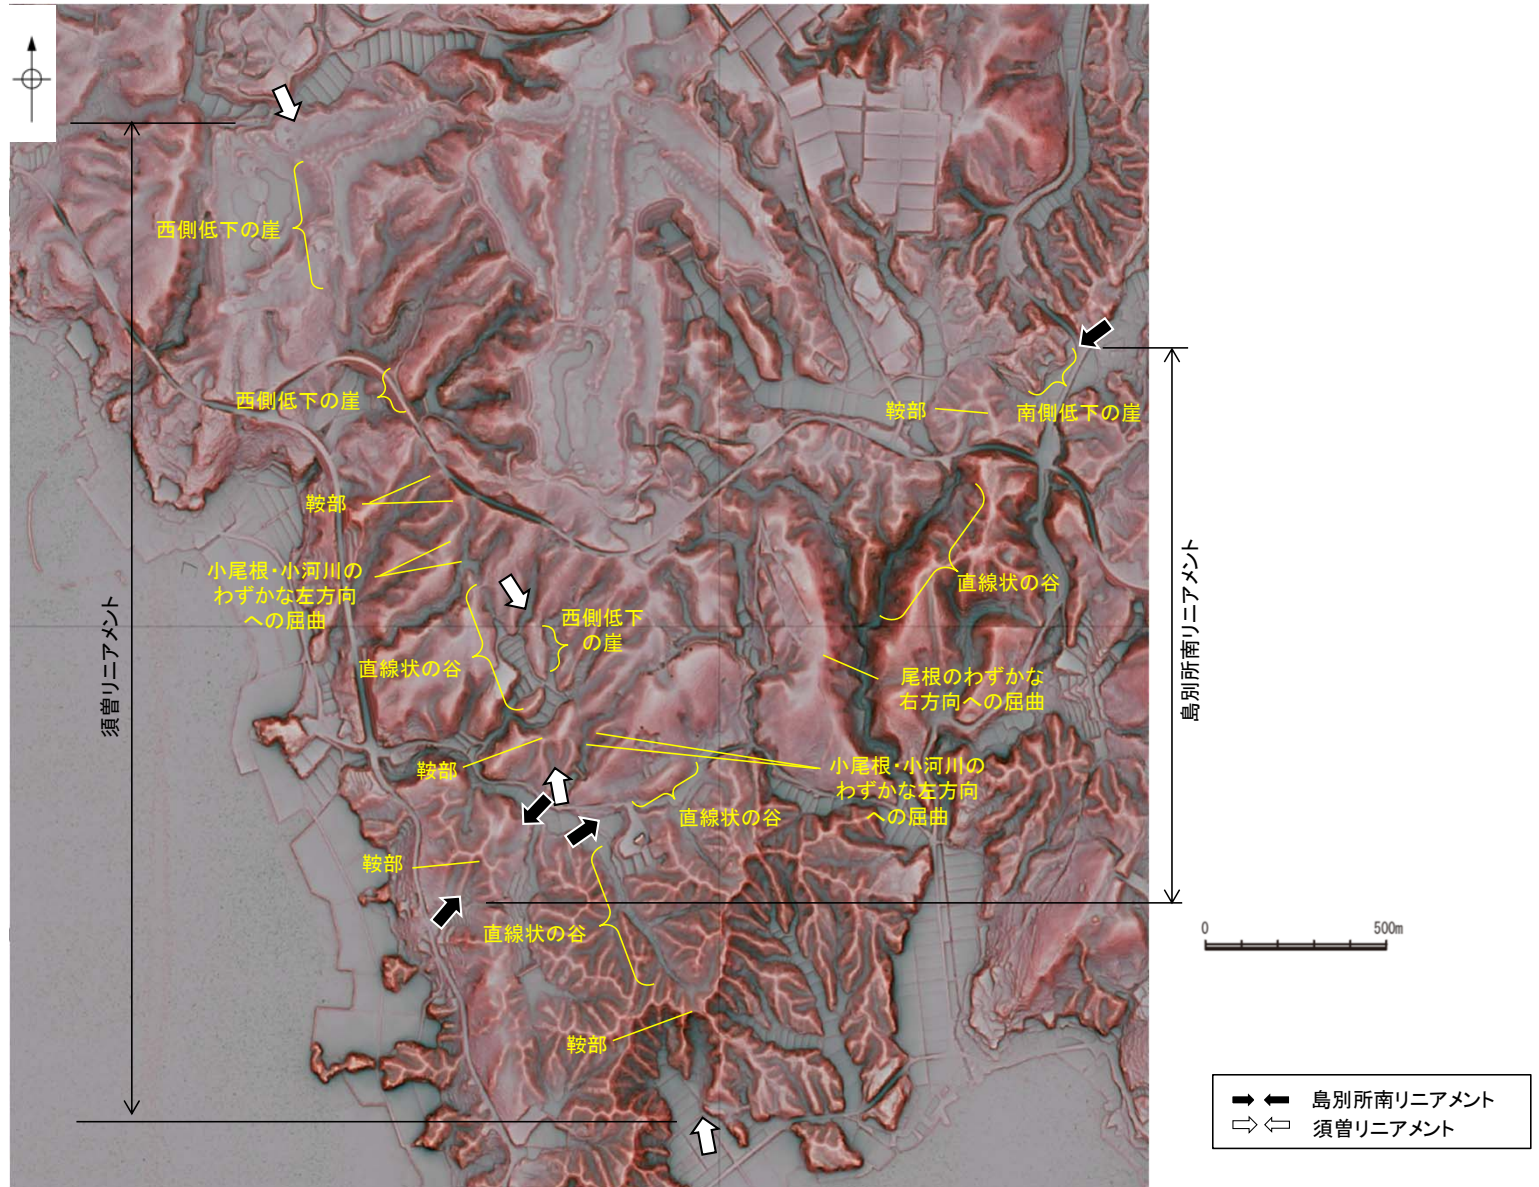 西側低下の崖
西側低下の崖
鞍部
南側低下の崖
鞍部
小尾根・小河川の
わずかな左方向
への屈曲
直線状の谷
西側低下
の崖
直線状の谷
須曽リニアメント
島別所南リニアメント
尾根のわずかな
右方向への屈曲
鞍部
小尾根・小河川の
わずかな左方向
への屈曲
直線状の谷
鞍部
直線状の谷
鞍部
0 500m
島別所南リニアメント
須曽リニアメント